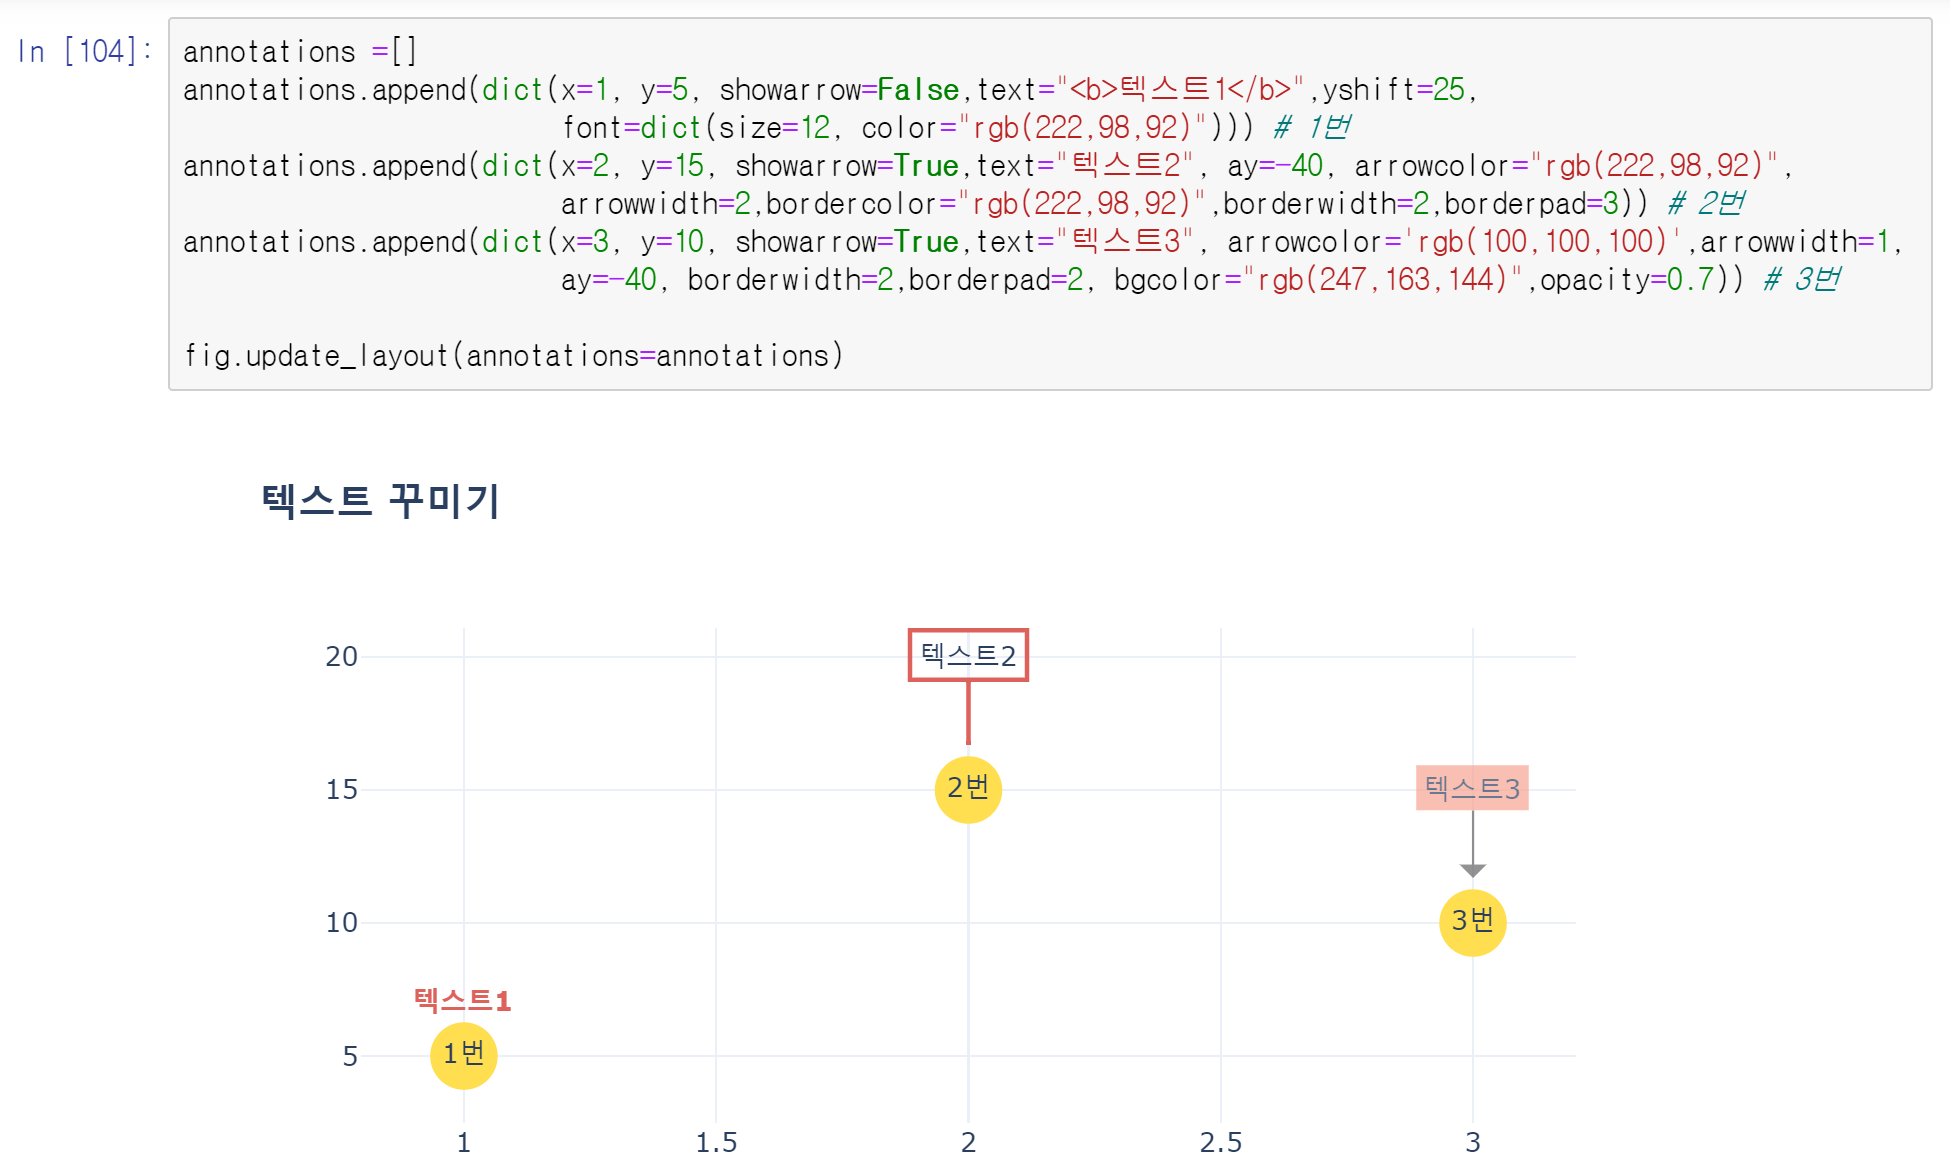 In [104]:
annotations =[]
annotations.append(dict(x=1, y=5, showarrow=False,text="<b>텍스트1</b>",yshift=25,
font=dict(size=12, color="rgb(222,98,92)"))) # 1번
annotations.append(dict(x=2, y=15, showarrow=True,text="텍스트2", ay=-40, arrowcolor="rgb(222,98,92)",
arrowwidth=2,bordercolor="rgb(222,98,92)",borderwidth=2,borderpad=3)) # 2번
annotations.append(dict(x=3, y=10, showarrow=True,text="텍스트3", arrowcolor='rgb(100,100,100)',arrowwidth=1,
ay=-40, borderwidth=2,borderpad=2, bgcolor="rgb(247,163,144)",opacity=0.7)) # 3번
fig.update_layout(annotations=annotations)
텍스트 꾸미기
20
텍스트2
15
2번
텍스트3
10
3번
텍스트1
5
1번
1 1.5 2 2.5 3